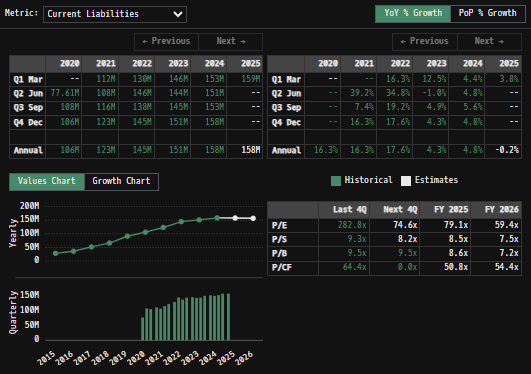 Metric: Current Liabilities YoY % Growth PoP % Growth
← Previous Next → ← Previous Next →
2020 2021 2022 2023 2024 2025 2020 2021 2022 2023 2024 2025
Q1 Mar -- 112M 130M 146M 153M 159M Q1 Mar -- -- 16.3% 12.5% 4.4% 3.8%
Q2 Jun 77.61M 108M 146M 144M 151M -- Q2 Jun -- 39.2% 34.8% -1.0% 4.8% --
Q3 Sep 108M 116M 138M 145M 153M -- Q3 Sep -- 7.4% 19.2% 4.9% 5.6% --
Q4 Dec 106M 123M 145M 151M 158M -- Q4 Dec -- 16.3% 17.6% 4.3% 4.8% --
Annual 106M 123M 145M 151M 158M 158M Annual 16.3% 16.3% 17.6% 4.3% 4.8% -0.2%
Values Chart Growth Chart Historical Estimates
Last 4Q Next 4Q FY 2025 FY 2026
P/E 282.8x 74.6x 79.1x 59.4x
P/S 9.3x 8.2x 8.5x 7.5x
P/B 9.5x 9.5x 8.6x 7.2x
P/CF 64.4x 0.0x 50.8x 54.4x
Yearly
200M
150M
100M
50M
0
Quarterly
150M
100M
50M
0
2015 2016 2017 2018 2019 2020 2021 2022 2023 2024 2025 2026